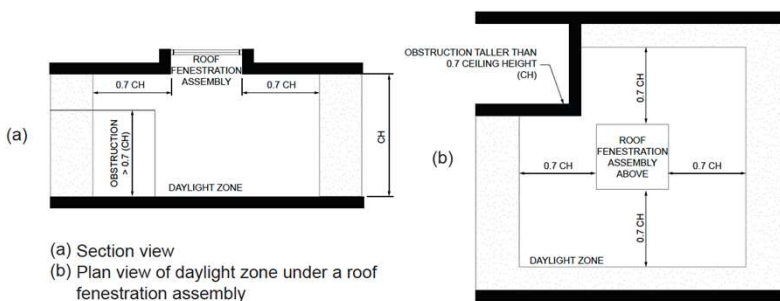 ROOF
FENESTRATION
ASSEMBLY
0.7 CH
0.7 CH
OBSTRUCTION
> 0.7 (CH)
CH
DAYLIGHT ZONE
(a)
(a) Section view
(b) Plan view of daylight zone under a roof
fenestration assembly
OBSTRUCTION TALLER THAN
0.7 CEILING HEIGHT
(CH)
0.7 CH
(b)
ROOF
FENESTRATION
ASSEMBLY
ABOVE
0.7 CH
0.7 CH
0.7 CH
DAYLIGHT ZONE